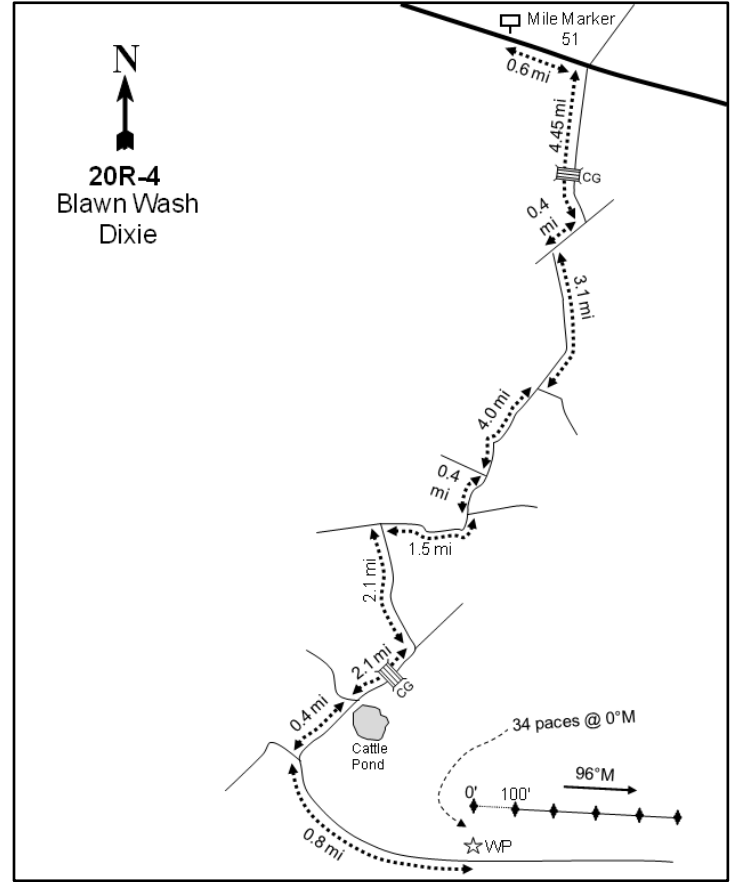 Mile Marker
51
N
0.6 mi
4.45 mi
CG
20R-4
Blawn Wash
Dixie
0.4
mi
3.1 mi
4.0 mi
0.4
mi
1.5 mi
2.1 mi
2.1 mi
CG
0.4 mi
Cattle
Pond
34 paces @ 0°M
96°M
0' 100'
WP
0.8 mi